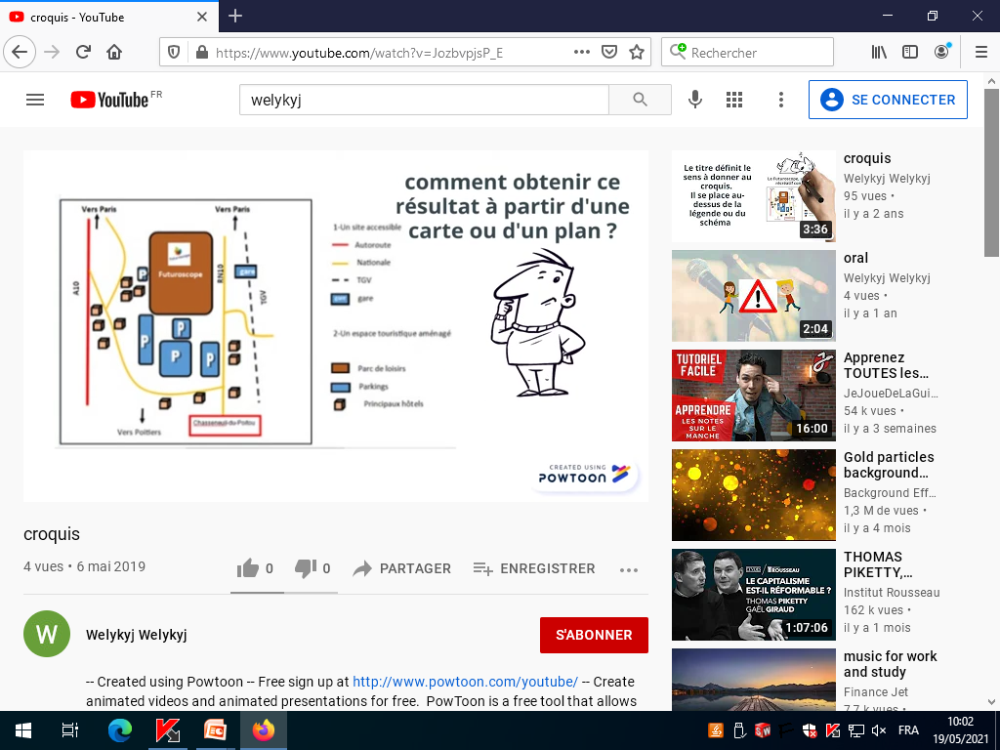 croquis - YouTube
https://www.youtube.com/watch?v=JozbvpjsP_E
Rechercher
YouTube FR
welykyj
SE CONNECTER
comment obtenir ce
résultat à partir d'une
carte ou d'un plan ?
Vers Paris
Vers Paris
A10
P
Futuroscope
RN10
gare
TGV
P
P
P
P
Vers Poitiers
Chasseneuil-du-Poitou
1-Un site accessible
Autoroute
Nationale
TGV
gare
gare
2-Un espace touristique aménagé
Parc de loisirs
Parkings
Principaux hôtels
CREATED USING
POWTOON
croquis
4 vues • 6 mai 2019
0
0
PARTAGER
ENREGISTRER
W
Welykyj Welykyj
S'ABONNER
-- Created using Powtoon -- Free sign up at http://www.powtoon.com/youtube/ -- Create
animated videos and animated presentations for free. PowToon is a free tool that allows
Le titre définit le
sens à donner au
croquis.
Il se place au-
dessus de la
légende ou du
schéma
3:36
croquis
Welykyj Welykyj
95 vues •
il y a 2 ans
2:04
oral
Welykyj Welykyj
4 vues •
il y a 1 an
TUTORIEL
FACILE
APPRENDRE
LES NOTES
SUR LE
MANCHE
16:00
Apprenez
TOUTES les...
JeJoueDeLaGui...
54 k vues •
il y a 3 semaines
Gold particles
background...
Background Eff...
1,3 M de vues •
il y a 4 mois
ROUSSEAU
LE CAPITALISME
EST-IL RÉFORMABLE ?
THOMAS PIKETTY
GAËL GIRAUD
1:07:06
THOMAS
PIKETTY,...
Institut Rousseau
162 k vues •
il y a 1 mois
music for work
and study
Finance Jet
7,7 k vues •
FRA
10:02
19/05/2021